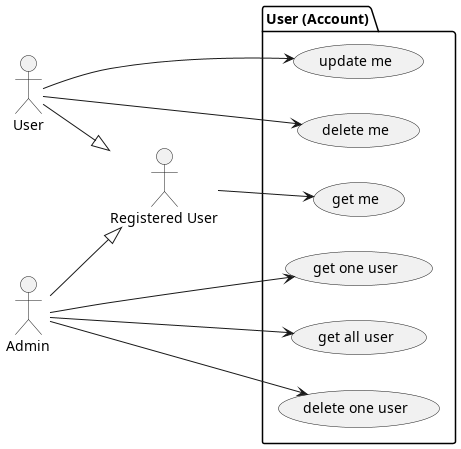 User (Account)
update me
User
delete me
get me
Registered User
get one user
Admin
get all user
delete one user